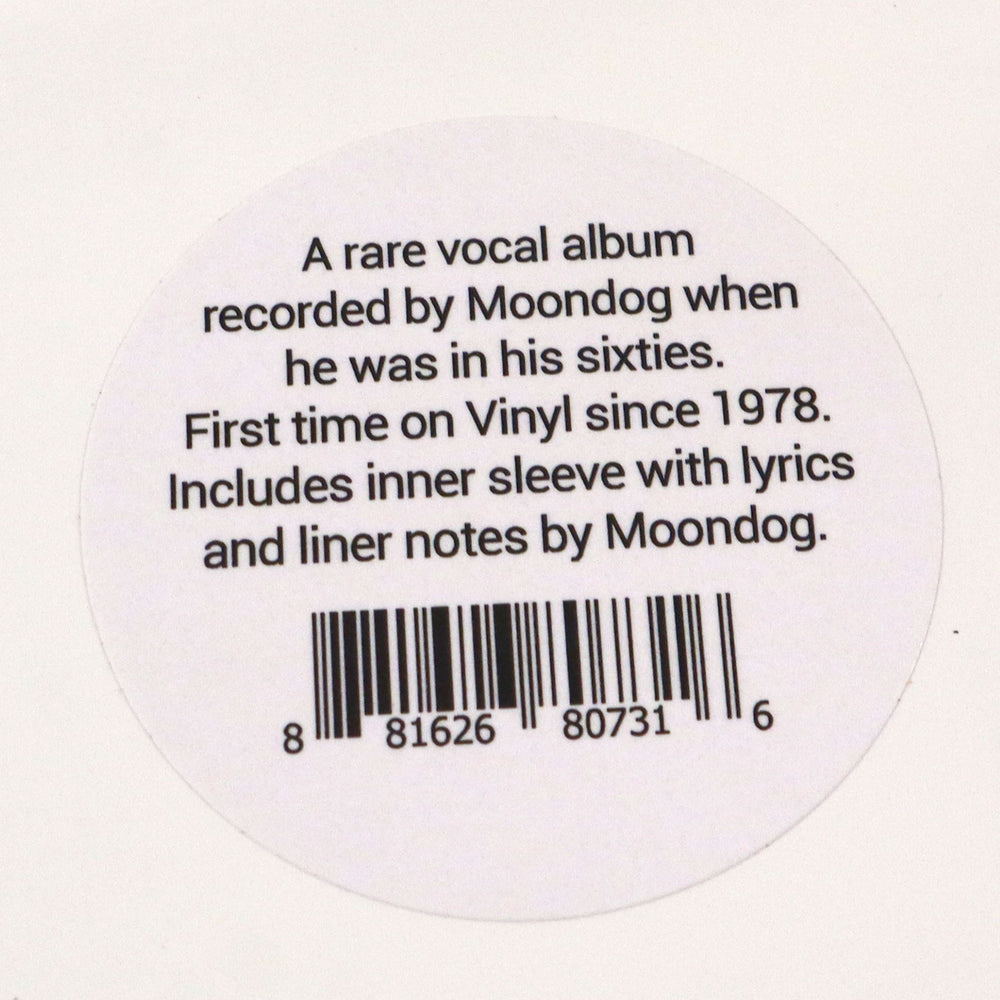 A rare vocal album
recorded by Moondog when
he was in his sixties.
First time on Vinyl since 1978.
Includes inner sleeve with lyrics
and liner notes by Moondog.
8 81626 80731 6